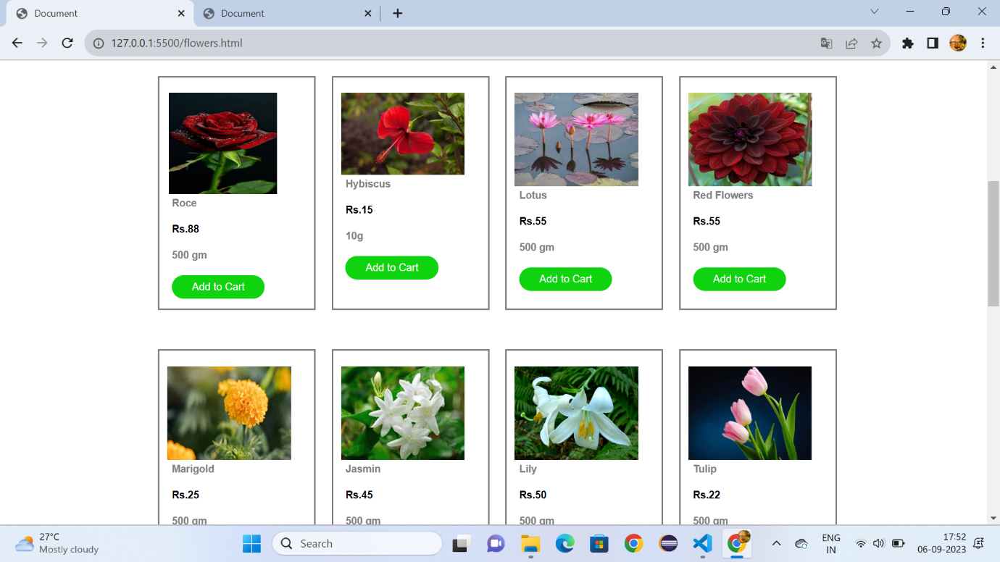 Document
Document
127.0.0.1:5500/flowers.html
Roce
Rs.88
500 gm
Add to Cart
Hybiscus
Rs.15
10g
Add to Cart
Lotus
Rs.55
500 gm
Add to Cart
Red Flowers
Rs.55
500 gm
Add to Cart
Marigold
Rs.25
500 gm
Jasmin
Rs.45
500 gm
Lily
Rs.50
500 gm
Tulip
Rs.22
500 gm
27°C
Mostly cloudy
Search
ENG
IN
17:52
06-09-2023